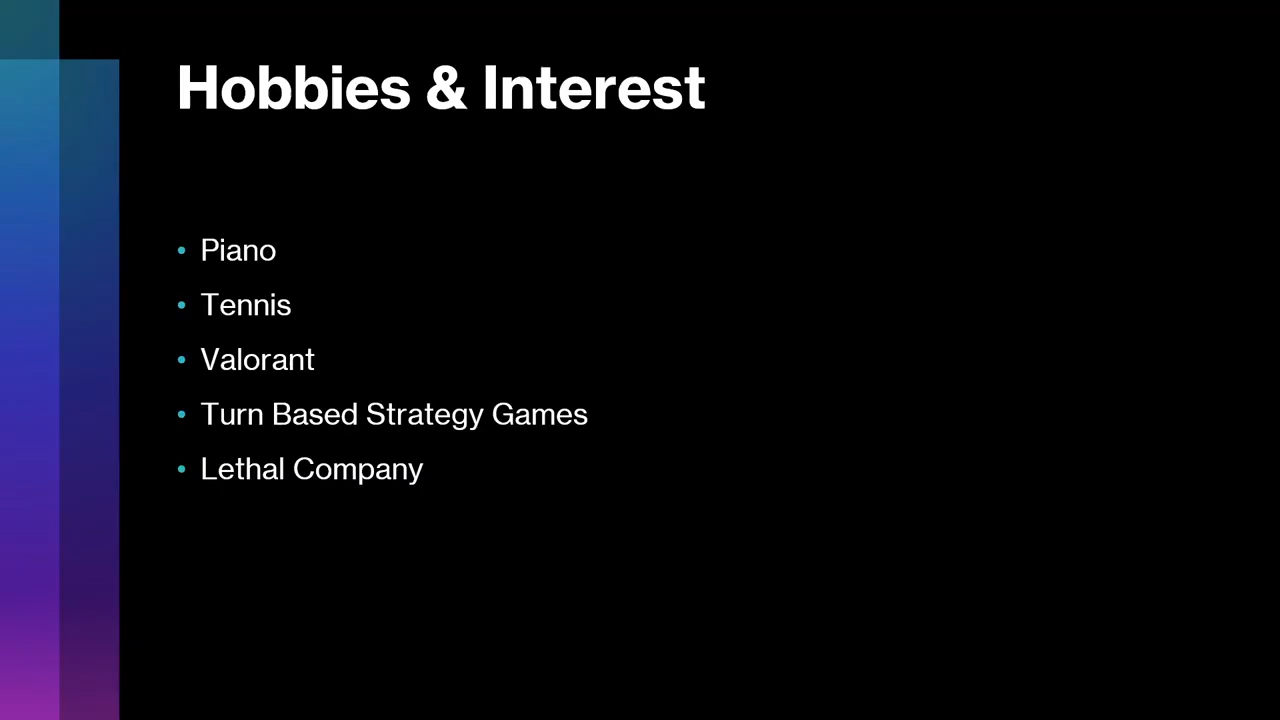 Hobbies & Interest
• Piano
• Tennis
• Valorant
• Turn Based Strategy Games
• Lethal Company